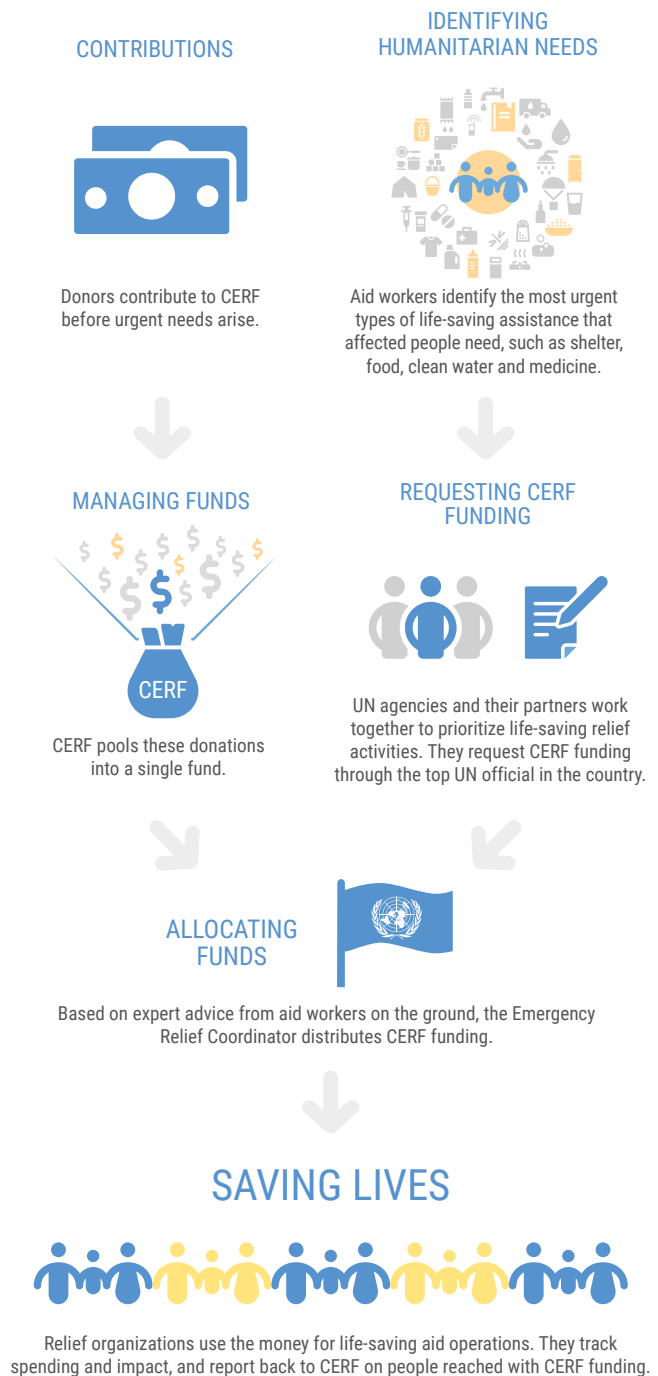 CONTRIBUTIONS
Donors contribute to CERF
before urgent needs arise.
IDENTIFYING
HUMANITARIAN NEEDS
Aid workers identify the most urgent
types of life-saving assistance that
affected people need, such as shelter,
food, clean water and medicine.
MANAGING FUNDS
CERF
CERF pools these donations
into a single fund.
REQUESTING CERF
FUNDING
UN agencies and their partners work
together to prioritize life-saving relief
activities. They request CERF funding
through the top UN official in the country.
ALLOCATING
FUNDS
Based on expert advice from aid workers on the ground, the Emergency
Relief Coordinator distributes CERF funding.
SAVING LIVES
Relief organizations use the money for life-saving aid operations. They track
spending and impact, and report back to CERF on people reached with CERF funding.